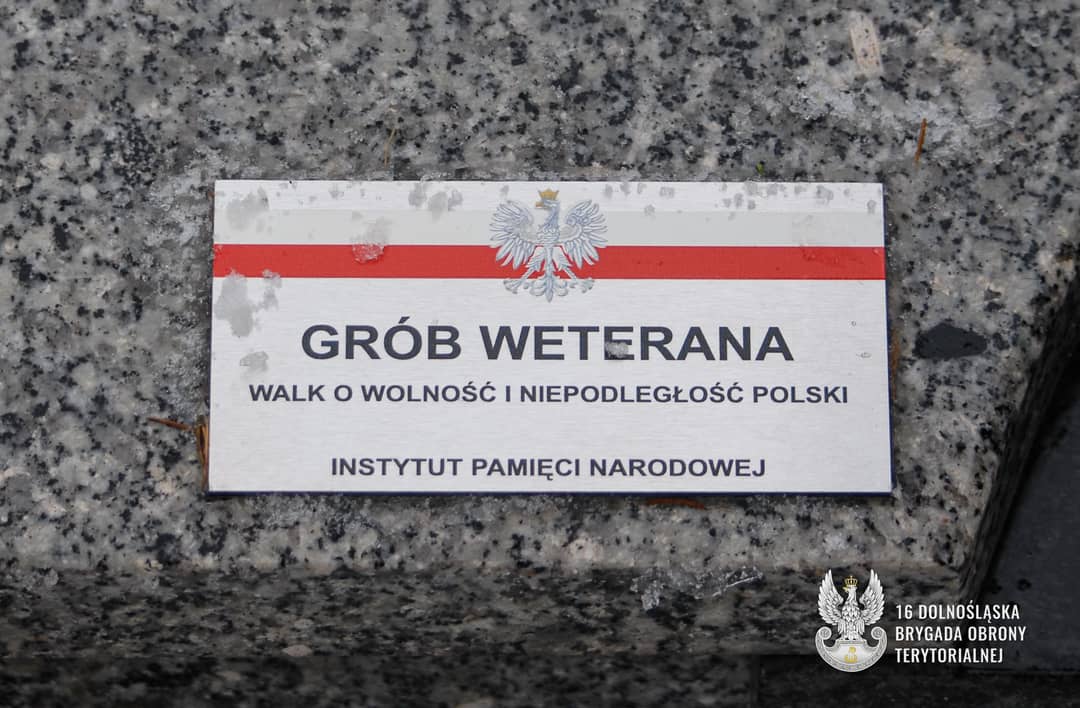 GRÓB WETERANA
WALK O WOLNOŚĆ I NIEPODLEGŁOŚĆ POLSKI
INSTYTUT PAMIĘCI NARODOWEJ
16 DOLNOŚLĄSKA
BRYGADA OBRONY
TERYTORIALNEJ